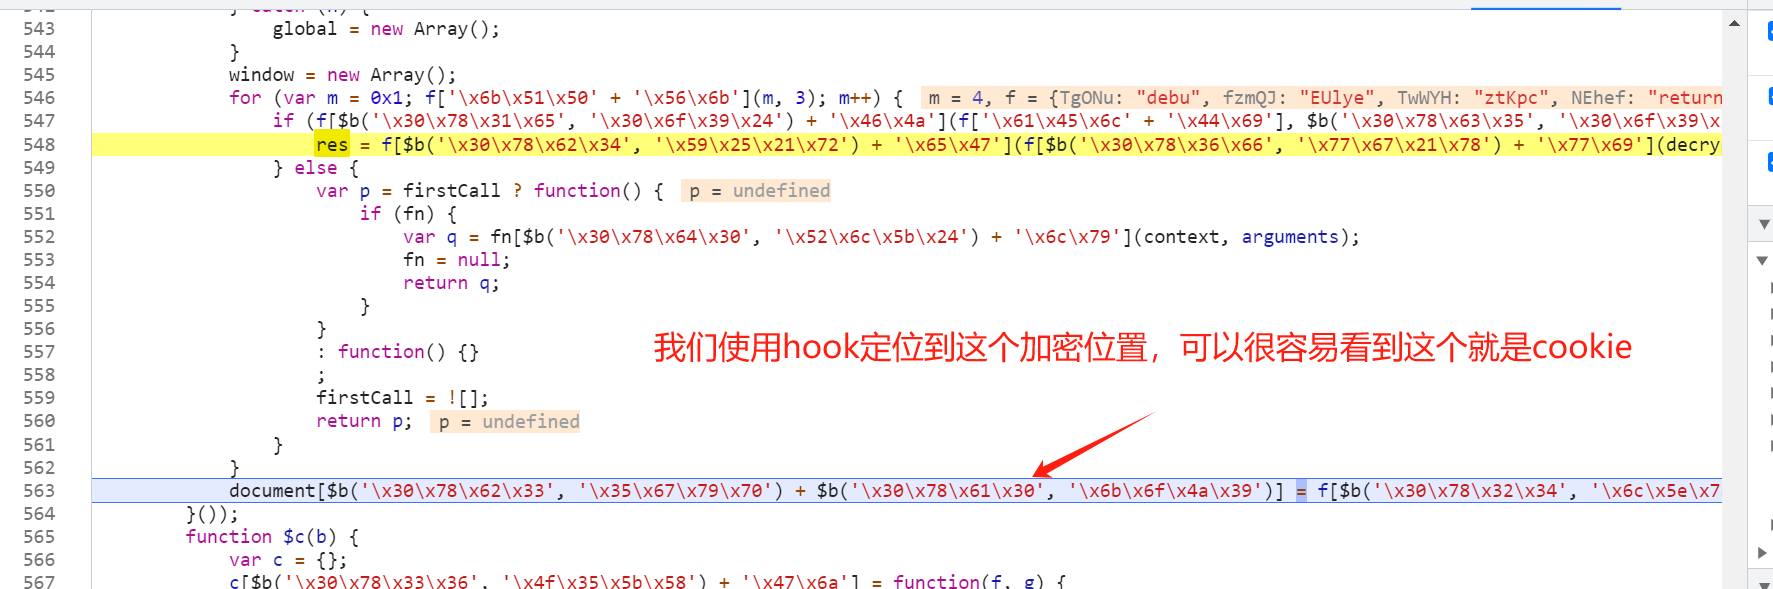 543 global = new Array();
544 }
545 window = new Array();
546 for (var m = 0x1; f['\x6b\x51\x50' + '\x56\x6b'](m, 3); m++) { m = 4, f = {TgONu: "debu", fzmQJ: "EUlye", TwWYH: "ztKpc", NEhef: "return
547 if (f[$b('\x30\x78\x31\x65', '\x30\x6f\x39\x24') + '\x46\x4a'](f['\x61\x45\x6c' + '\x44\x69'], $b('\x30\x78\x63\x35', '\x30\x6f\x39\x
548 res = f[$b('\x30\x78\x62\x34', '\x59\x25\x21\x72') + '\x65\x47'](f[$b('\x30\x78\x36\x66', '\x77\x67\x21\x78') + '\x77\x69'](decry
549 } else {
550 var p = firstCall ? function() { p = undefined
551 if (fn) {
552 var q = fn[$b('\x30\x78\x64\x30', '\x52\x6c\x5b\x24') + '\x6c\x79'](context, arguments);
553 fn = null;
554 return q;
555 }
556 }
557 : function() {}
我们使用hook定位到这个加密位置，可以很容易看到这个就是cookie
558 ;
559 firstCall = ![];
560 return p; p = undefined
561 }
562 }
563 document[$b('\x30\x78\x62\x33', '\x35\x67\x79\x70') + $b('\x30\x78\x61\x30', '\x6b\x6f\x4a\x39')] = f[$b('\x30\x78\x32\x34', '\x6c\x5e\x7
564 }());
565 function $c(b) {
566 var c = {};
567 c[$b('\x30\x78\x33\x36', '\x4f\x35\x5b\x58') + '\x47\x6a'] = function(f, g) {